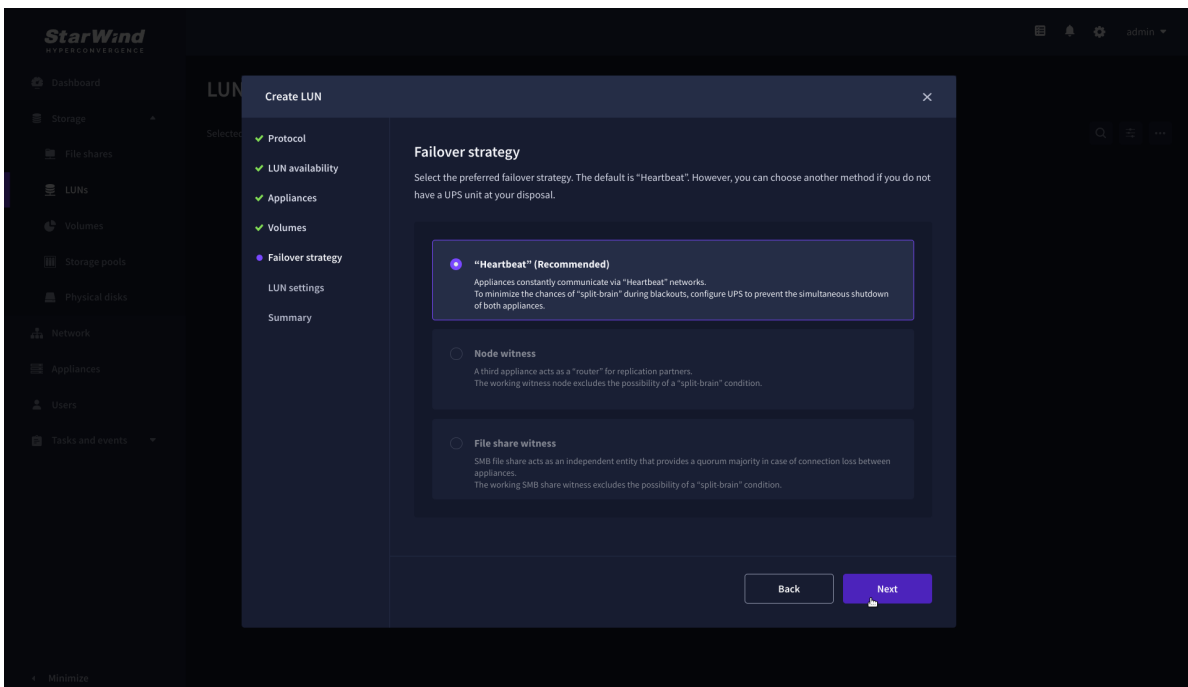 StarWind
HYPERCONVERGENCE
admin
Dashboard
Storage
File shares
LUNs
Volumes
Storage pools
Physical disks
Network
Appliances
Users
Tasks and events
Minimize
LUN
Selected
Create LUN
Protocol
LUN availability
Appliances
Volumes
Failover strategy
LUN settings
Summary
Failover strategy
Select the preferred failover strategy. The default is “Heartbeat”. However, you can choose another method if you do not
have a UPS unit at your disposal.
“Heartbeat” (Recommended)
Appliances constantly communicate via “Heartbeat” networks.
To minimize the chances of “split-brain” during blackouts, configure UPS to prevent the simultaneous shutdown
of both appliances.
Node witness
A third appliance acts as a “router” for replication partners.
The working witness node excludes the possibility of a “split-brain” condition.
File share witness
SMB file share acts as an independent entity that provides a quorum majority in case of connection loss between
appliances.
The working SMB share witness excludes the possibility of a “split-brain” condition.
Back
Next